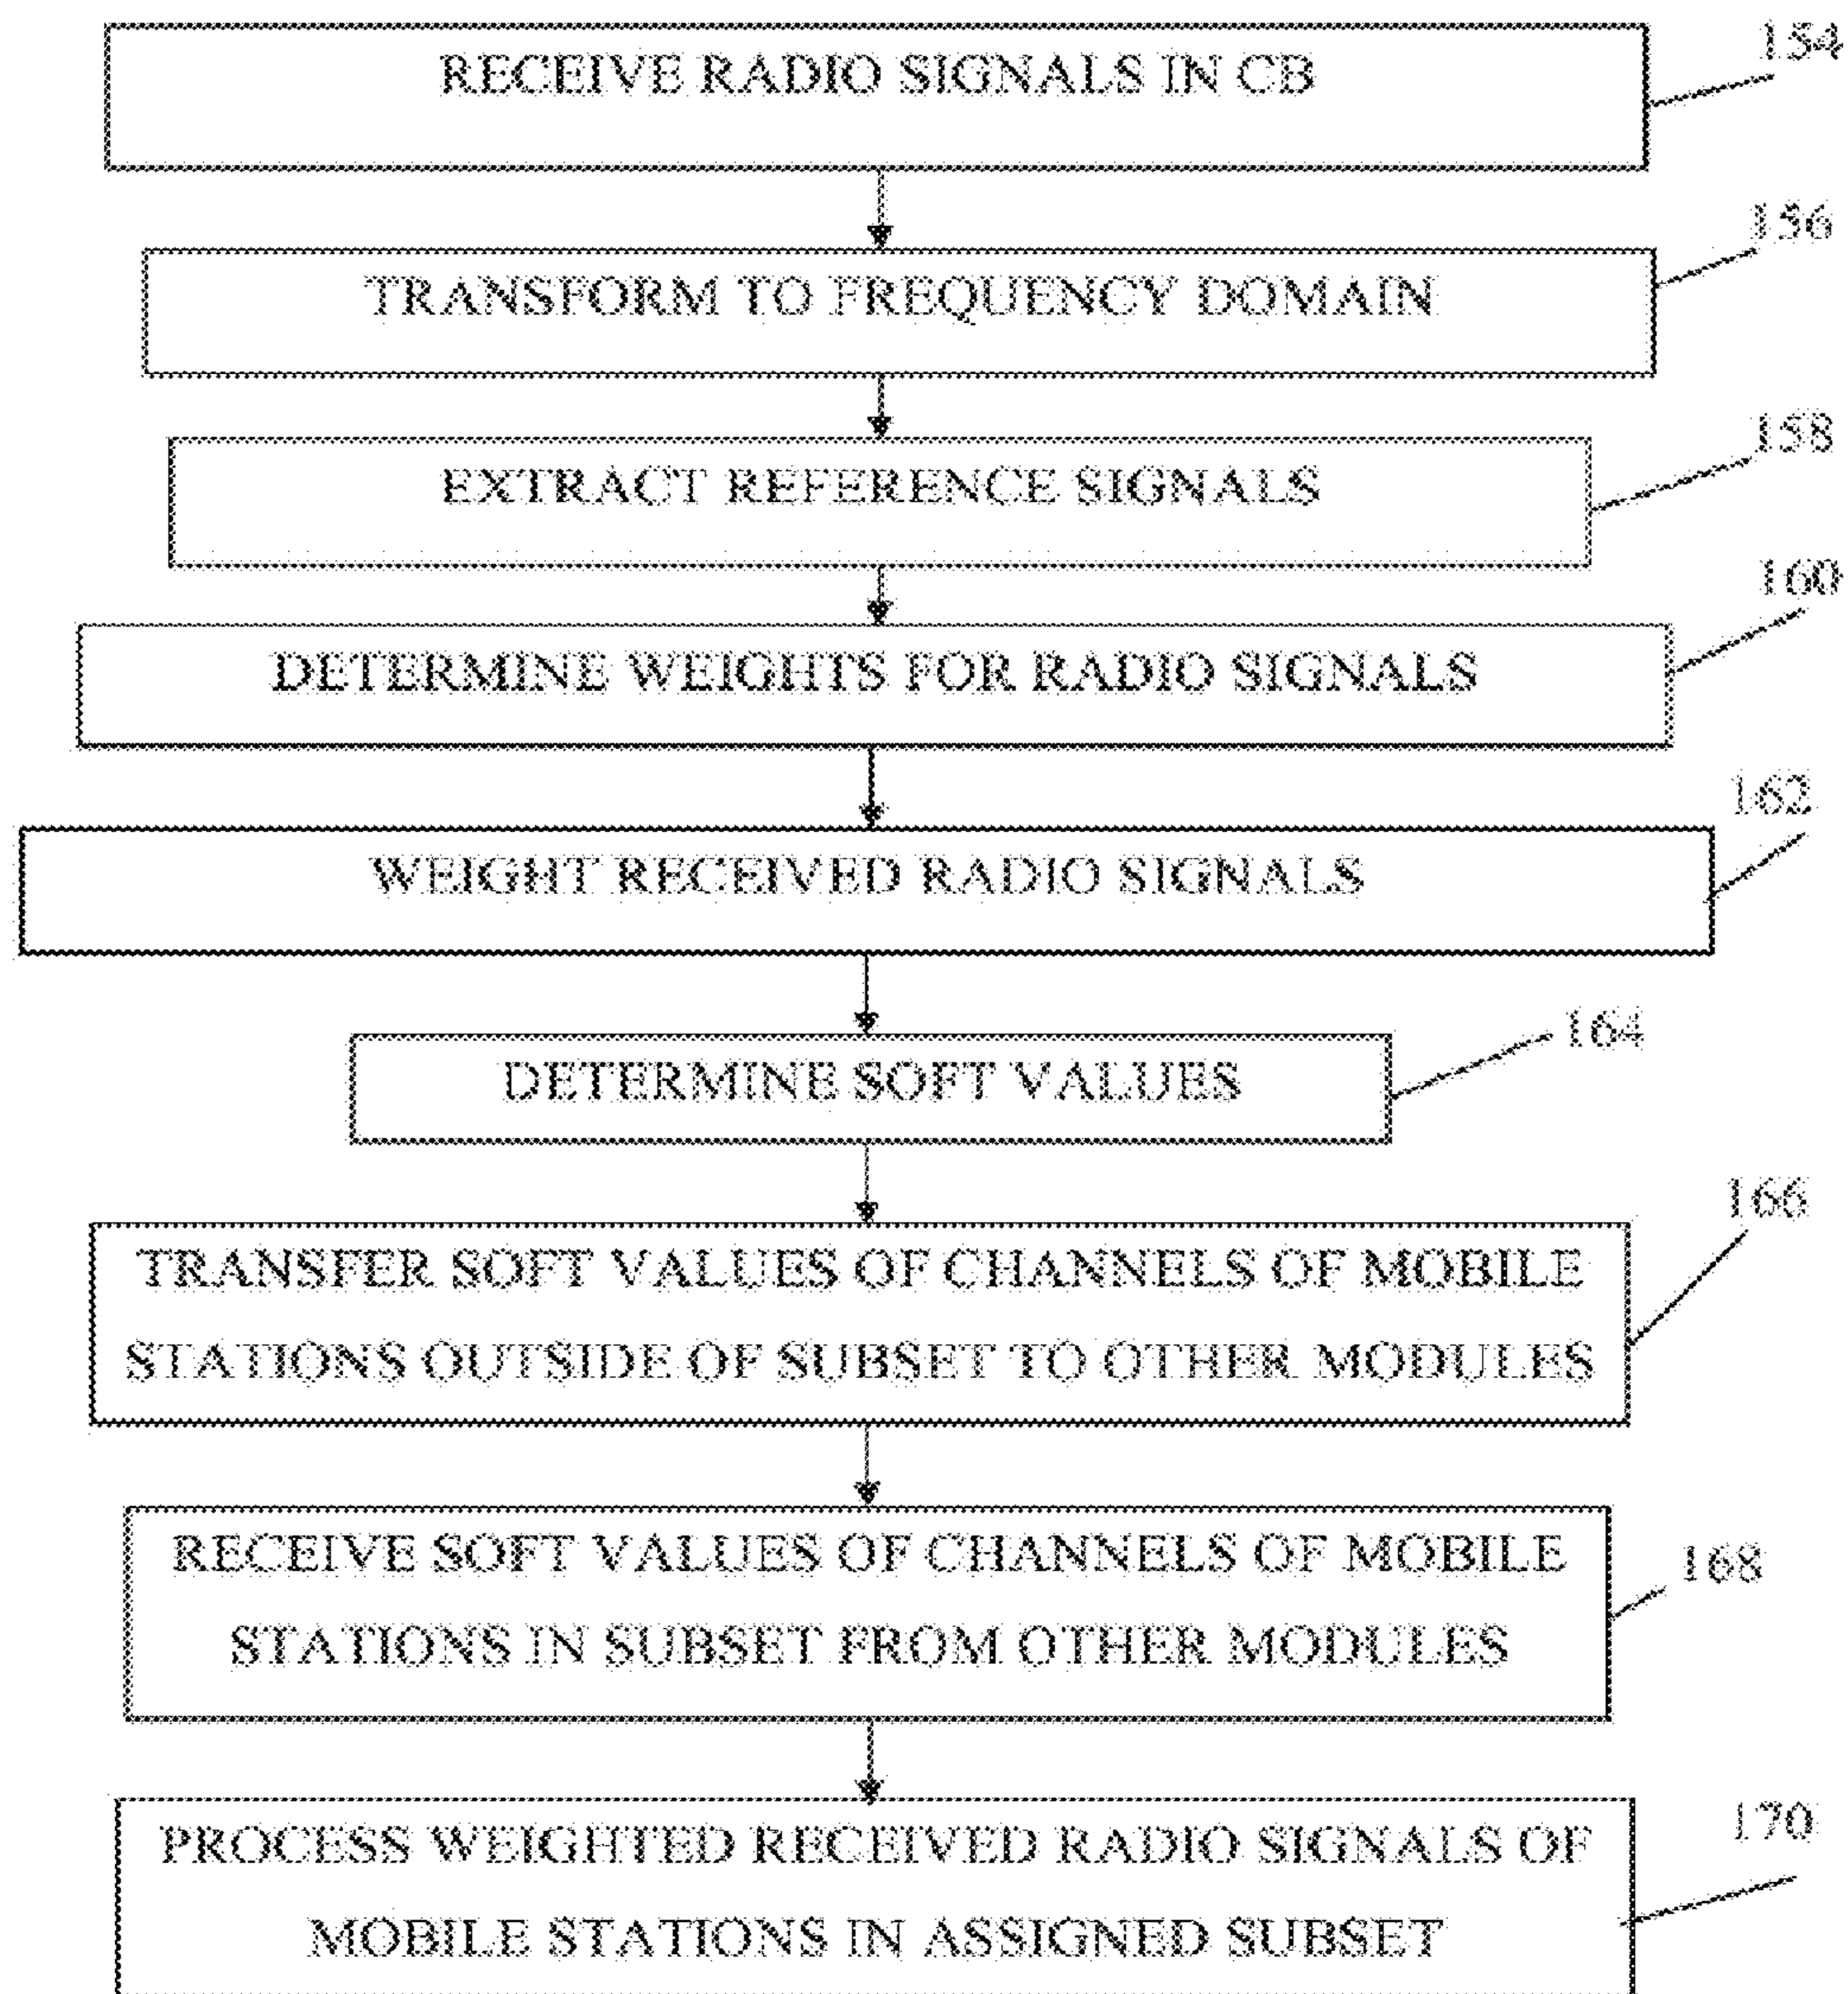 RECEIVE RADIO SIGNALS IN CB
154
TRANSFORM TO FREQUENCY DOMAIN
156
EXTRACT REFERENCE SIGNALS
158
DETERMINE WEIGHTS FOR RADIO SIGNALS
160
WEIGHT RECEIVED RADIO SIGNALS
162
DETERMINE SOFT VALUES
164
TRANSFER SOFT VALUES OF CHANNELS OF MOBILE
STATIONS OUTSIDE OF SUBSET TO OTHER MODULES
166
RECEIVE SOFT VALUES OF CHANNELS OF MOBILE
STATIONS IN SUBSET FROM OTHER MODULES
168
PROCESS WEIGHTED RECEIVED RADIO SIGNALS OF
MOBILE STATIONS IN ASSIGNED SUBSET
170